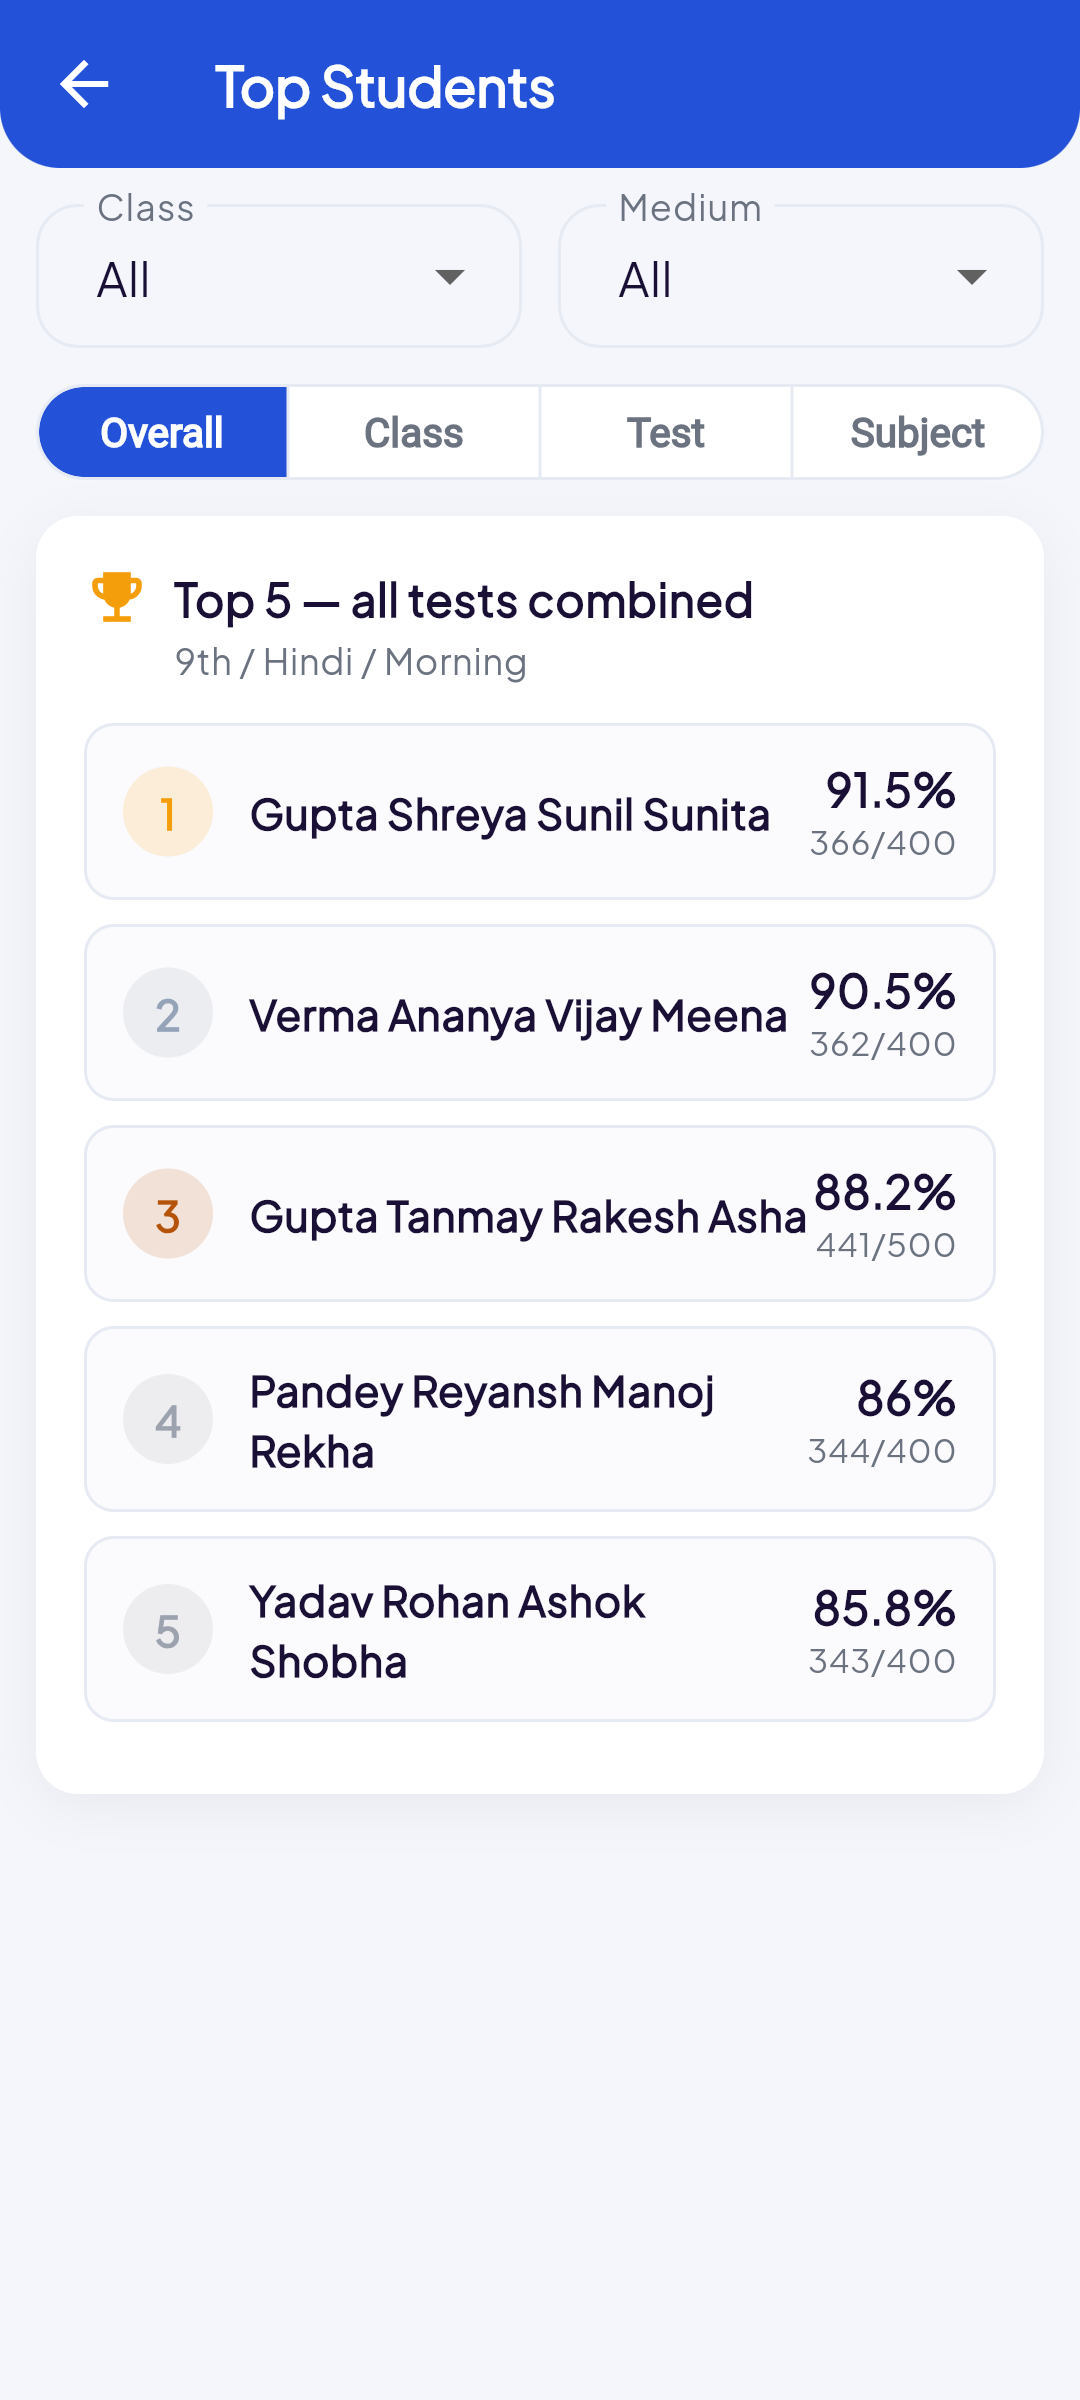 Top Students
Class
Medium
All
All
Overall
Class
Test
Subject
Top 5 — all tests combined
9th / Hindi / Morning
1
Gupta Shreya Sunil Sunita
91.5%
366/400
2
Verma Ananya Vijay Meena
90.5%
362/400
3
Gupta Tanmay Rakesh Asha
88.2%
441/500
4
Pandey Reyansh Manoj
Rekha
86%
344/400
5
Yadav Rohan Ashok
Shobha
85.8%
343/400